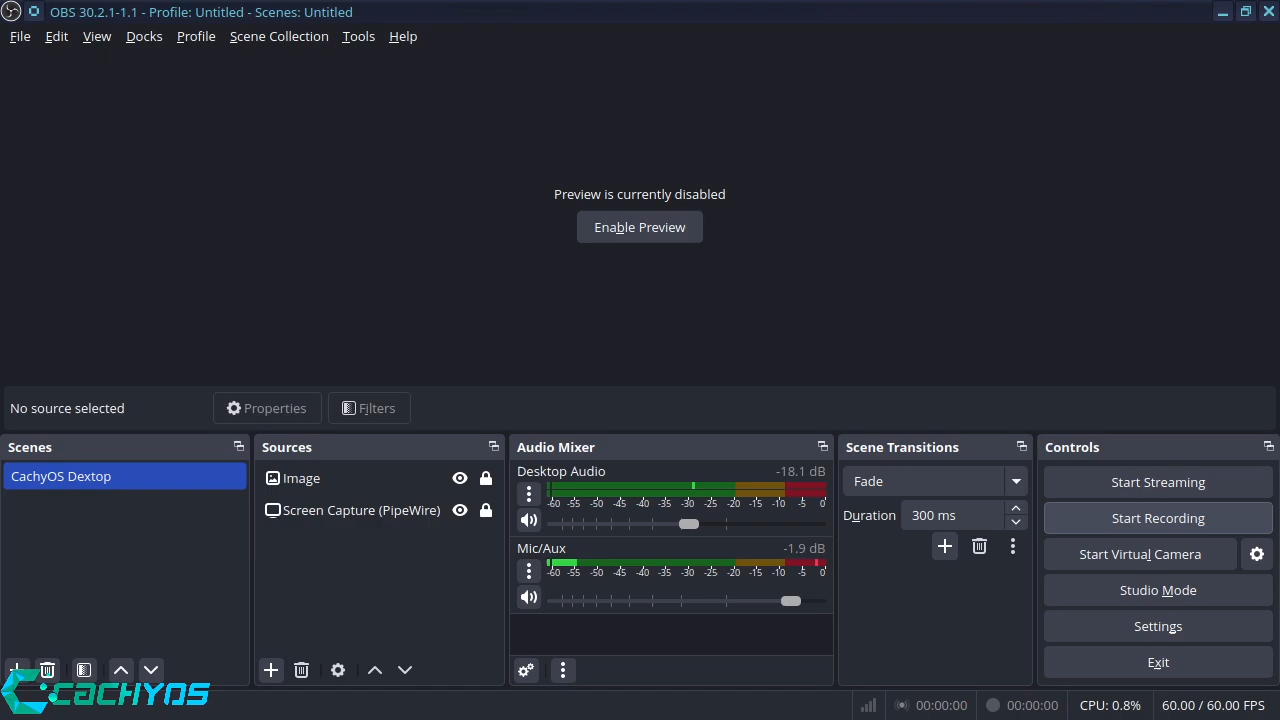 OBS 30.2.1-1.1 - Profile: Untitled - Scenes: Untitled
File Edit View Docks Profile Scene Collection Tools Help
Preview is currently disabled
Enable Preview
No source selected
Properties
Filters
Scenes
CachyOS Dextop
Sources
Image
Screen Capture (PipeWire)
Audio Mixer
Desktop Audio -18.1 dB
-60 -55 -50 -45 -40 -35 -30 -25 -20 -15 -10 -5 0
Mic/Aux -1.9 dB
-60 -55 -50 -45 -40 -35 -30 -25 -20 -15 -10 -5 0
Scene Transitions
Fade
Duration 300 ms
Controls
Start Streaming
Start Recording
Start Virtual Camera
Studio Mode
Settings
Exit
CACHYOS
00:00:00 00:00:00 CPU: 0.8% 60.00 / 60.00 FPS